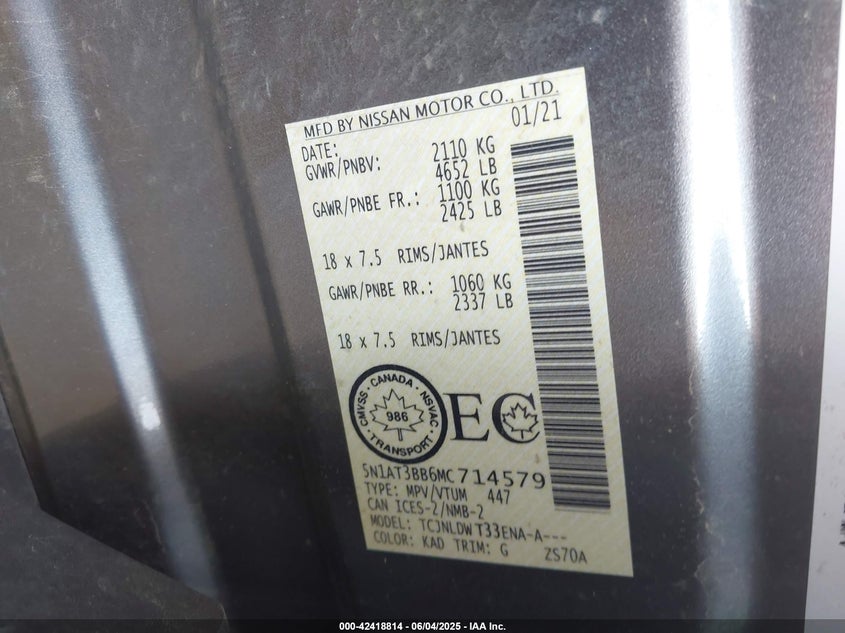 MFD BY NISSAN MOTOR CO., LTD.
DATE: 01/21
GVWR/PNBV: 2110 KG
4652 LB
GAWR/PNBE FR.: 1100 KG
2425 LB
18 x 7.5 RIMS/JANTES
GAWR/PNBE RR.: 1060 KG
2337 LB
18 x 7.5 RIMS/JANTES
CANADA · NSVAC · TRANSPORT · CMVSS ·
986
EC
5N1AT3BB6MC714579
TYPE: MPV/VTUM 447
CAN ICES-2/NMB-2
MODEL: TCJNLDW T33ENA-A---
COLOR: KAD TRIM: G ZS70A
000-42418814 - 06/04/2025 - IAA Inc.